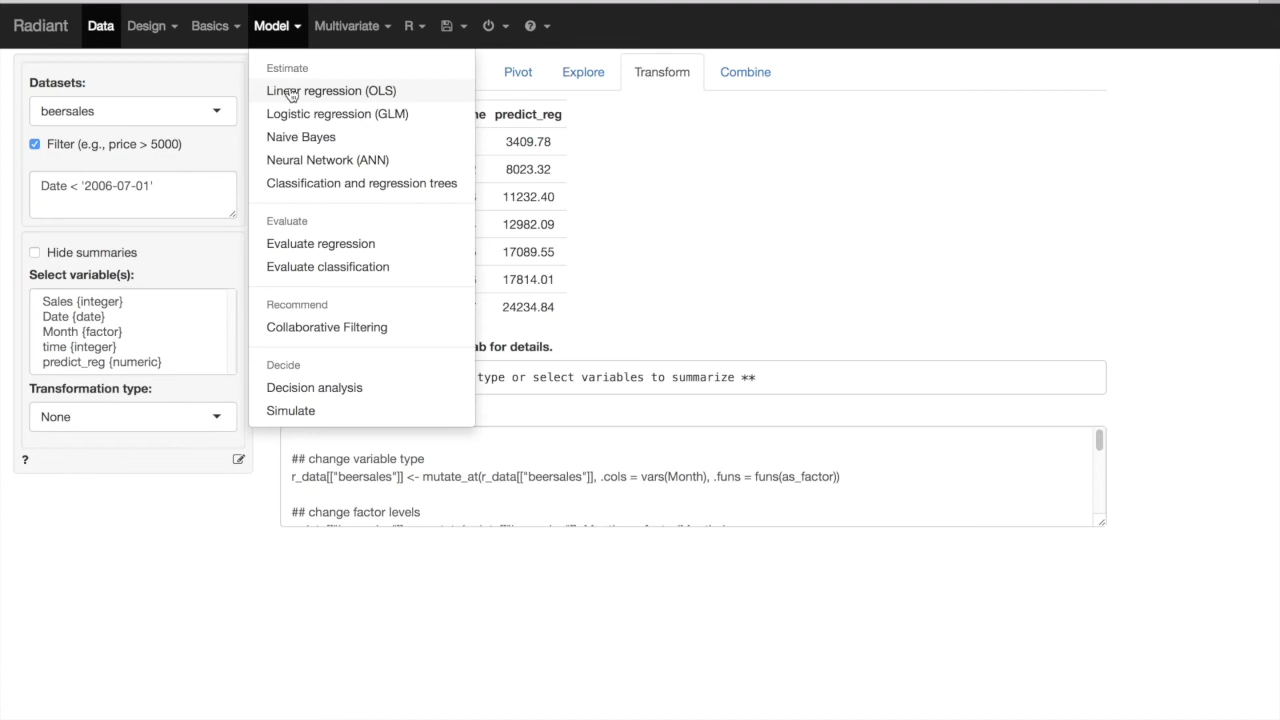 Radiant Data Design Basics Model Multivariate R
Datasets:
beersales
Filter (e.g., price > 5000)
Date < '2006-07-01'
Hide summaries
Select variable(s):
Sales {integer}
Date {date}
Month {factor}
time {integer}
predict_reg {numeric}
Transformation type:
None
?
Estimate
Linear regression (OLS)
Logistic regression (GLM)
Naive Bayes
Neural Network (ANN)
Classification and regression trees
Evaluate
Evaluate regression
Evaluate classification
Recommend
Collaborative Filtering
Decide
Decision analysis
Simulate
Pivot Explore Transform Combine
predict_reg
3409.78
8023.32
11232.40
12982.09
17089.55
17814.01
24234.84
for details.
type or select variables to summarize **
## change variable type
r_data[["beersales"]] <- mutate_at(r_data[["beersales"]], .cols = vars(Month), .funs = funs(as_factor))
## change factor levels